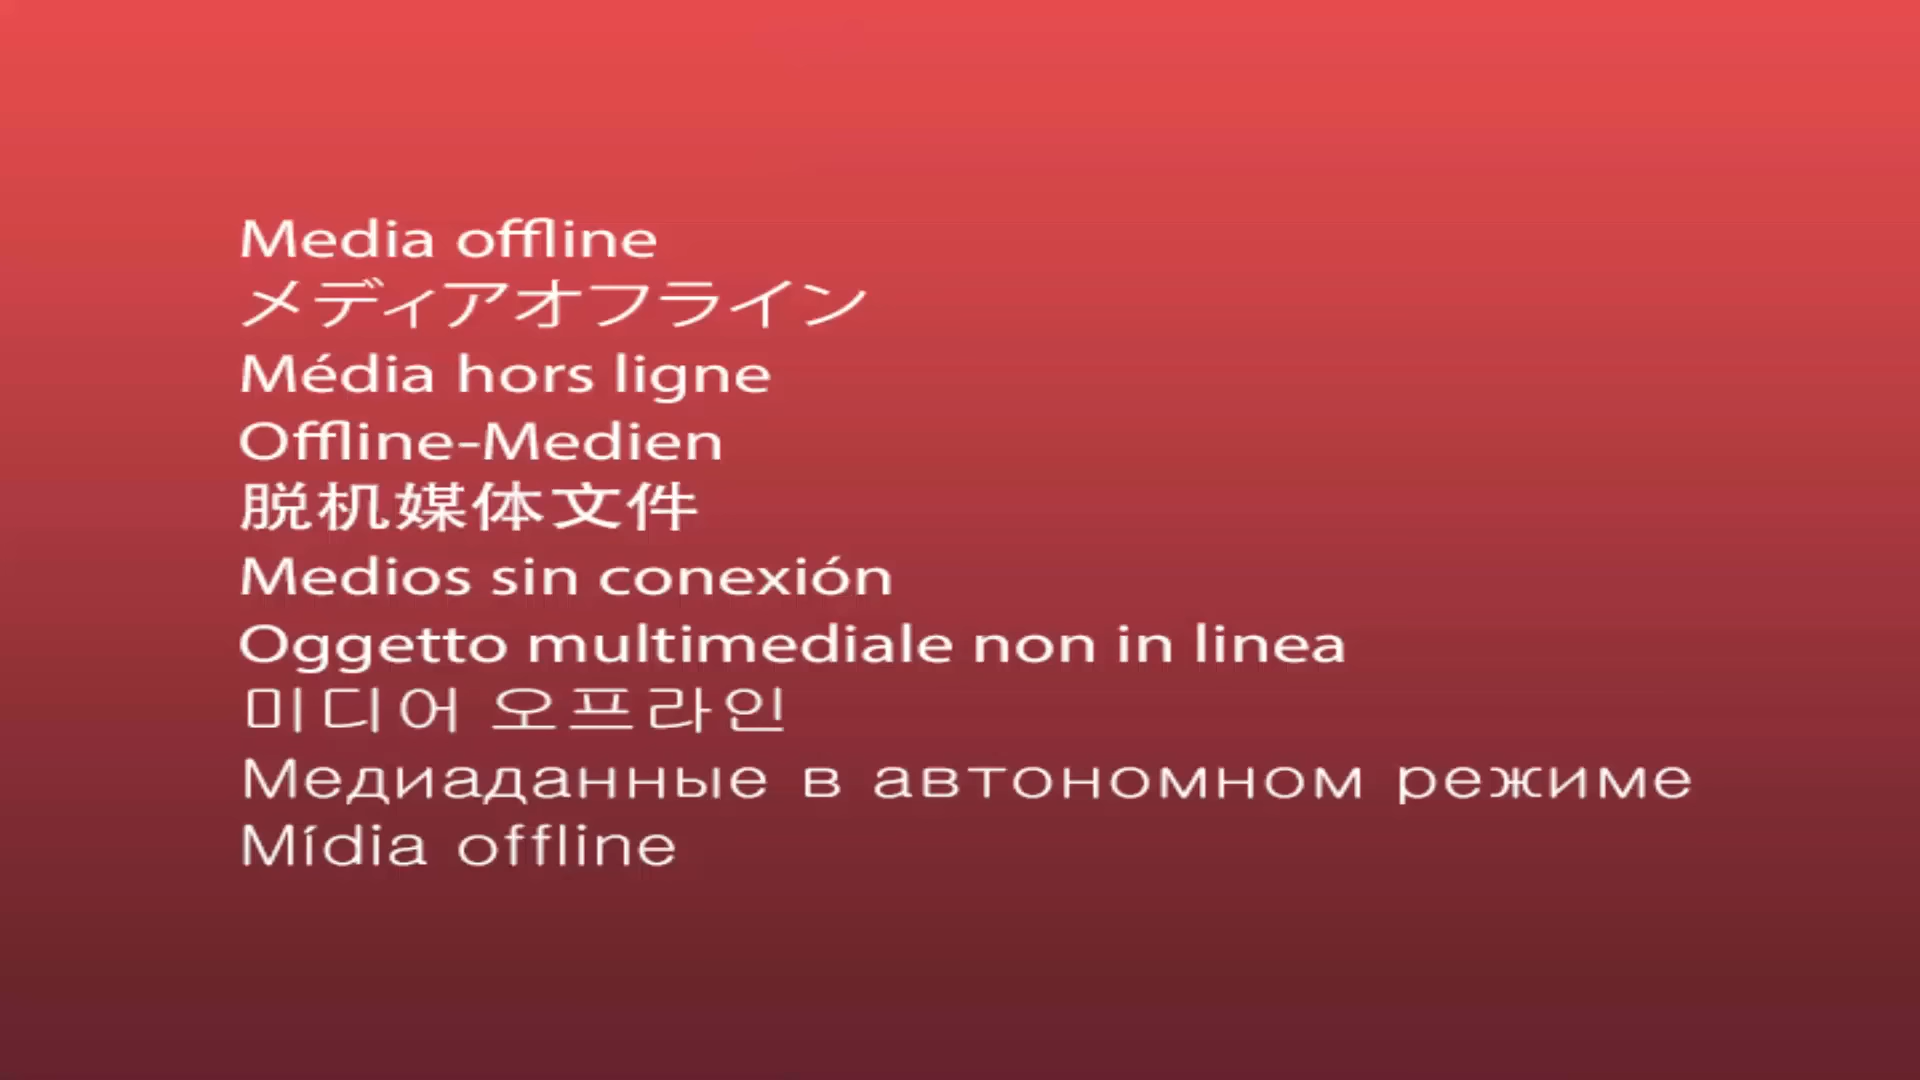 Media offline
メディアオフライン
Média hors ligne
Offline-Medien
脱机媒体文件
Medios sin conexión
Oggetto multimediale non in linea
미디어 오프라인
Медиаданные в автономном режиме
Mídia offline